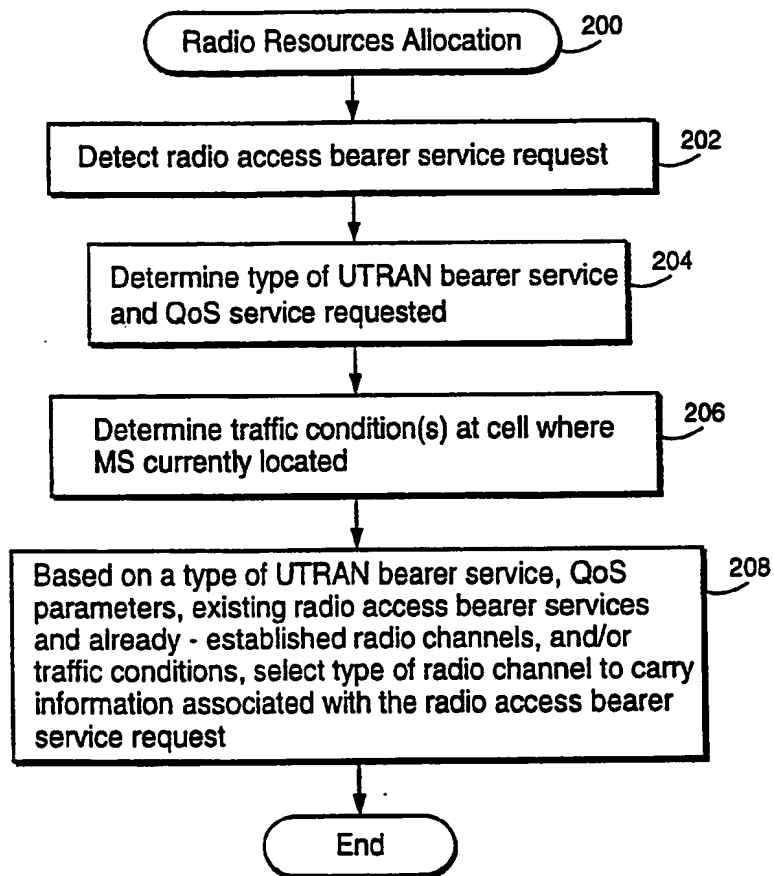 Radio Resources Allocation
200
Detect radio access bearer service request
202
Determine type of UTRAN bearer service
and QoS service requested
204
Determine traffic condition(s) at cell where
MS currently located
206
Based on a type of UTRAN bearer service, QoS
parameters, existing radio access bearer services
and already - established radio channels, and/or
traffic conditions, select type of radio channel to carry
information associated with the radio access bearer
service request
208
End